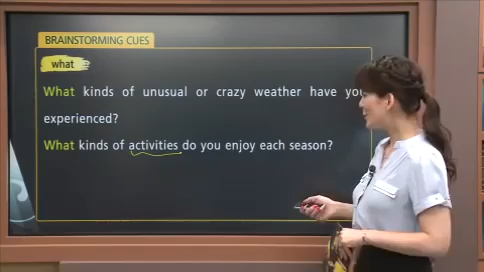 BRAINSTORMING CUES
what
What kinds of unusual or crazy weather have
experienced?
What kinds of activities do you enjoy each season?